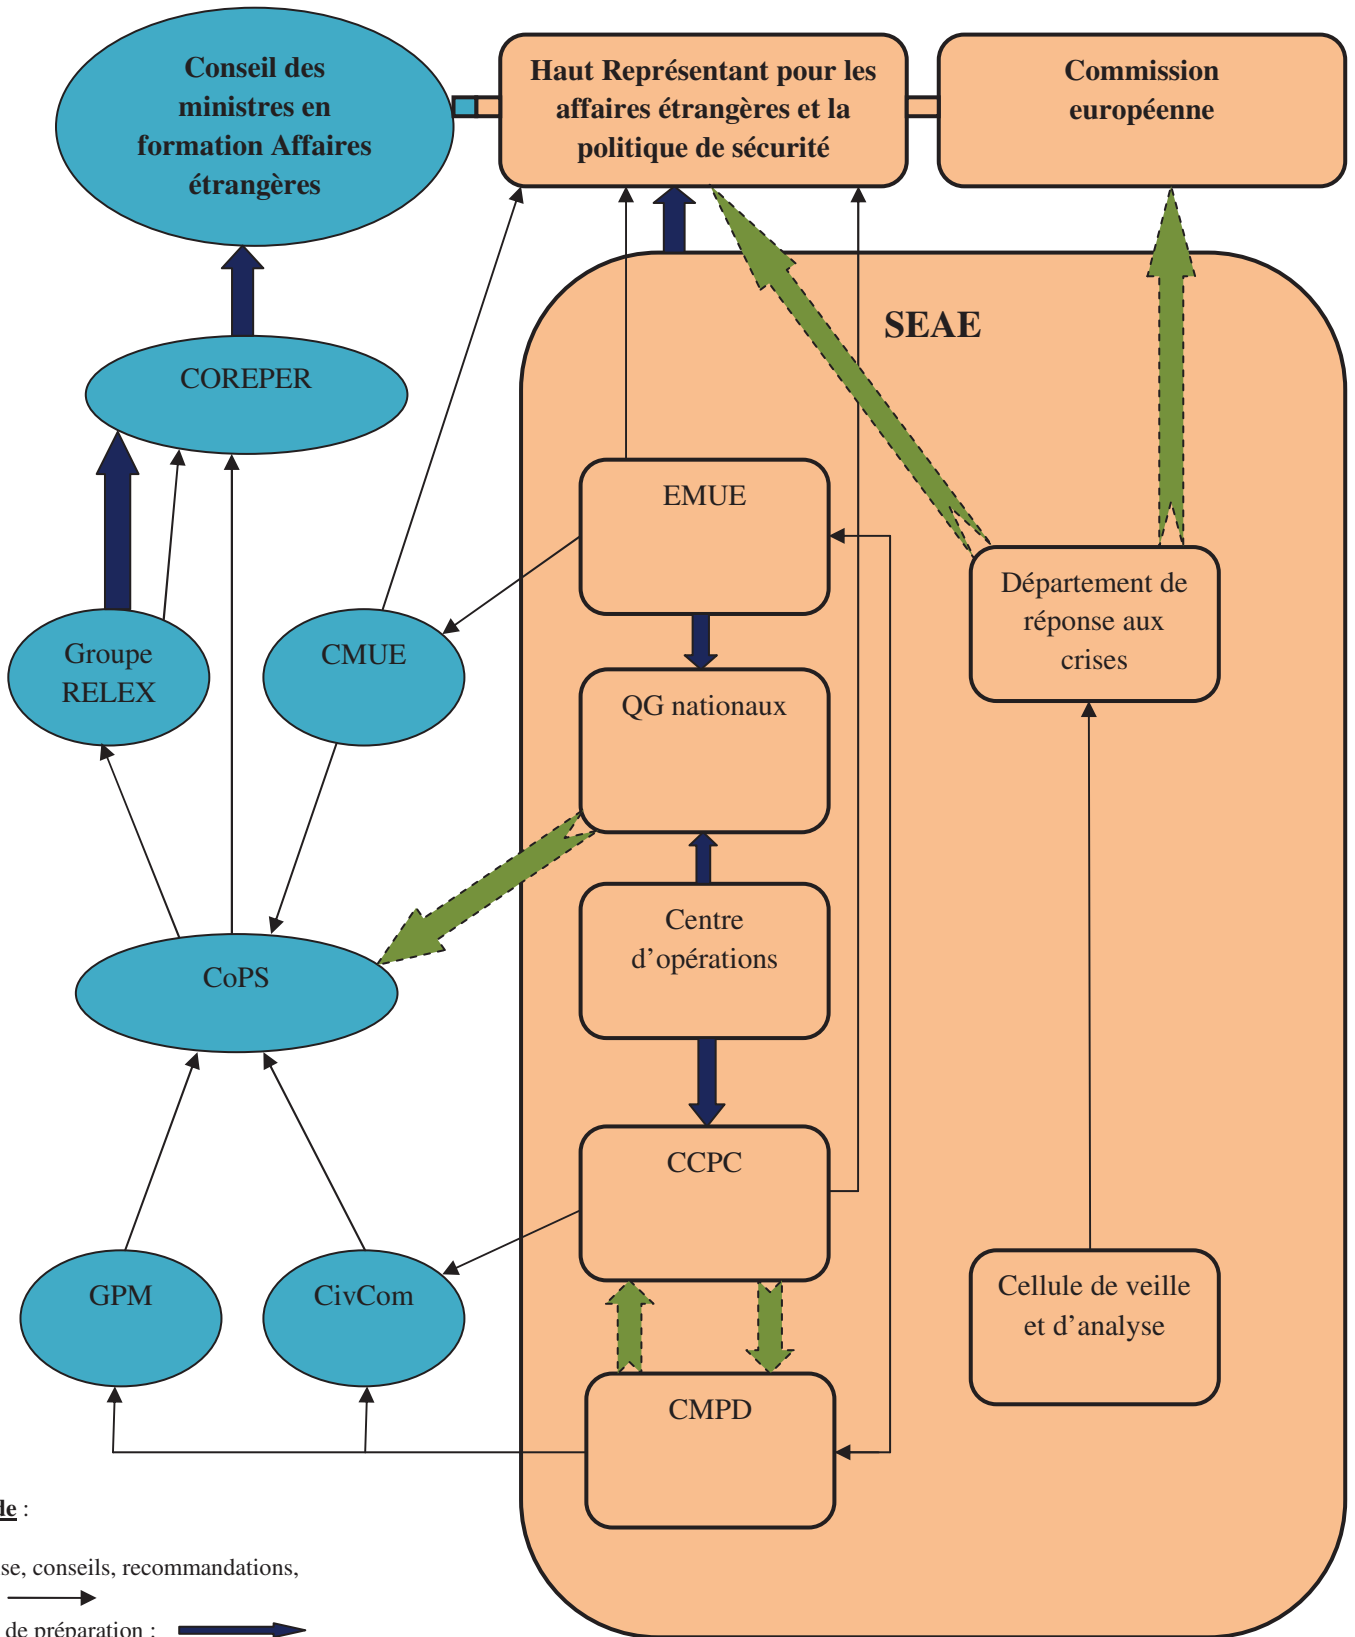 Conseil des
ministres en
formation Affaires
étrangères
Haut Représentant pour les
affaires étrangères et la
politique de sécurité
Commission
européenne
SEAE
COREPER
EMUE
Département de
réponse aux
crises
Groupe
RELEX
CMUE
QG nationaux
Centre
d’opérations
CoPS
CCPC
GPM
CivCom
Cellule de veille
et d’analyse
CMPD
:
conseils, recommandations,
de préparation :